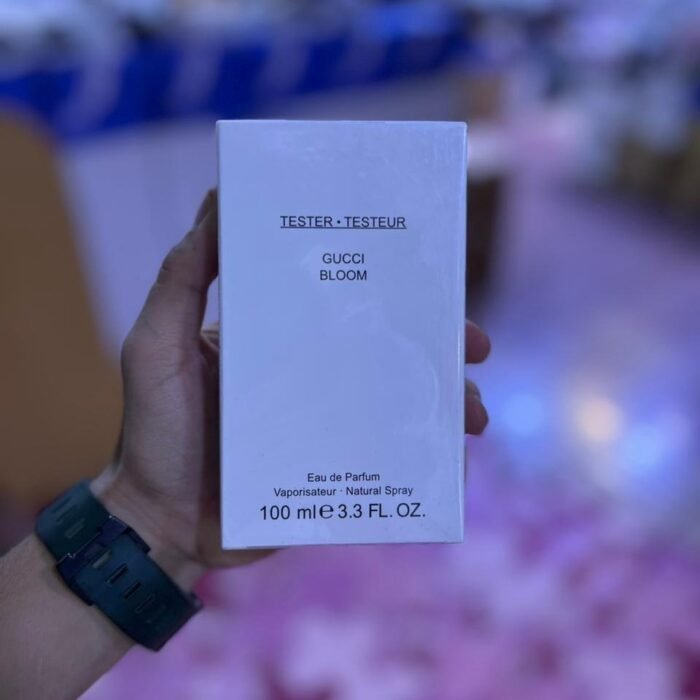 TESTER • TESTEUR
GUCCI
BLOOM
Eau de Parfum
Vaporisateur · Natural Spray
100 ml ℮ 3.3 FL. OZ.